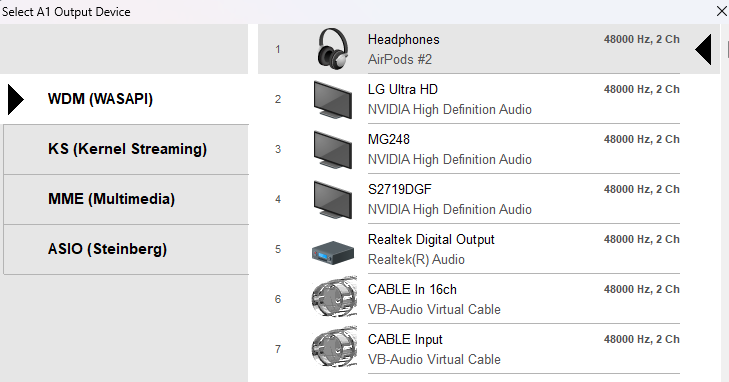 Select A1 Output Device
WDM (WASAPI)
KS (Kernel Streaming)
MME (Multimedia)
ASIO (Steinberg)
1 Headphones 48000 Hz, 2 Ch
AirPods #2
2 LG Ultra HD 48000 Hz, 2 Ch
NVIDIA High Definition Audio
3 MG248 48000 Hz, 2 Ch
NVIDIA High Definition Audio
4 S2719DGF 48000 Hz, 2 Ch
NVIDIA High Definition Audio
5 Realtek Digital Output 48000 Hz, 2 Ch
Realtek(R) Audio
6 CABLE In 16ch 48000 Hz, 2 Ch
VB-Audio Virtual Cable
7 CABLE Input 48000 Hz, 2 Ch
VB-Audio Virtual Cable